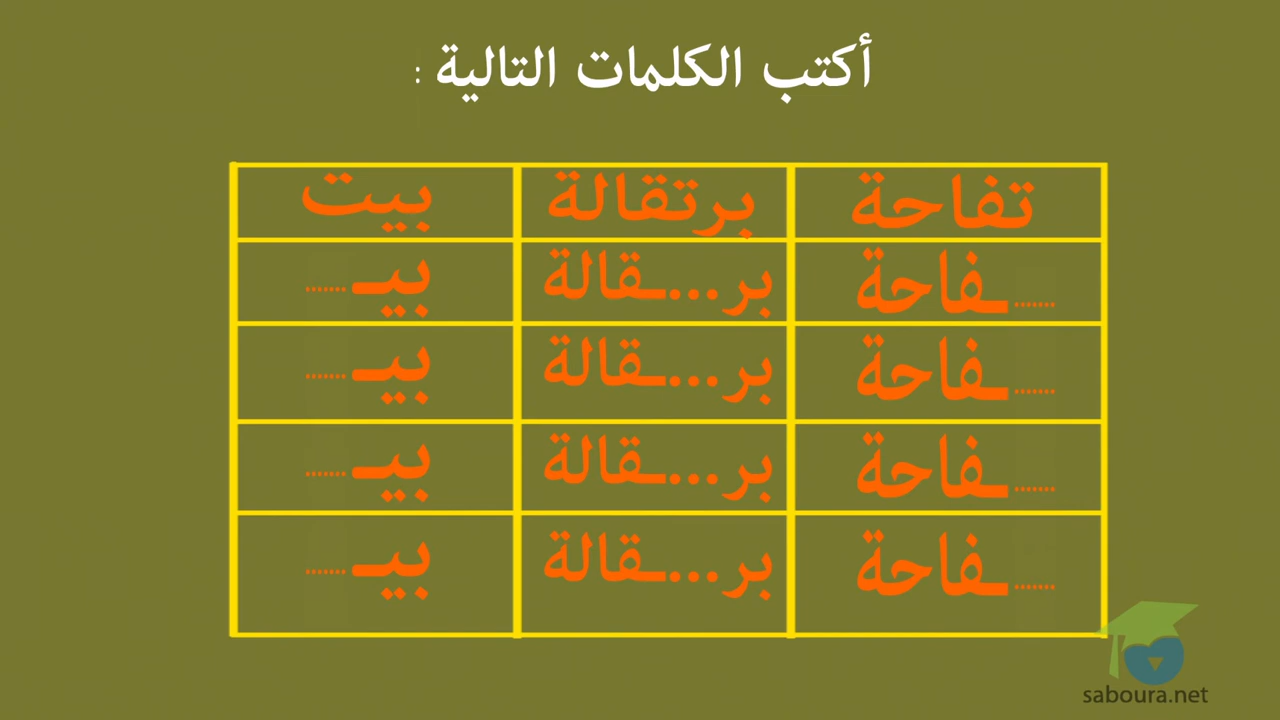 أكتب الكلمات التالية :
تفاحة برتقالة بيت
.......ـفاحة بر...ـقالة بيـ.......
.......ـفاحة بر...ـقالة بيـ.......
.......ـفاحة بر...ـقالة بيـ.......
.......ـفاحة بر...ـقالة بيـ.......
saboura.net